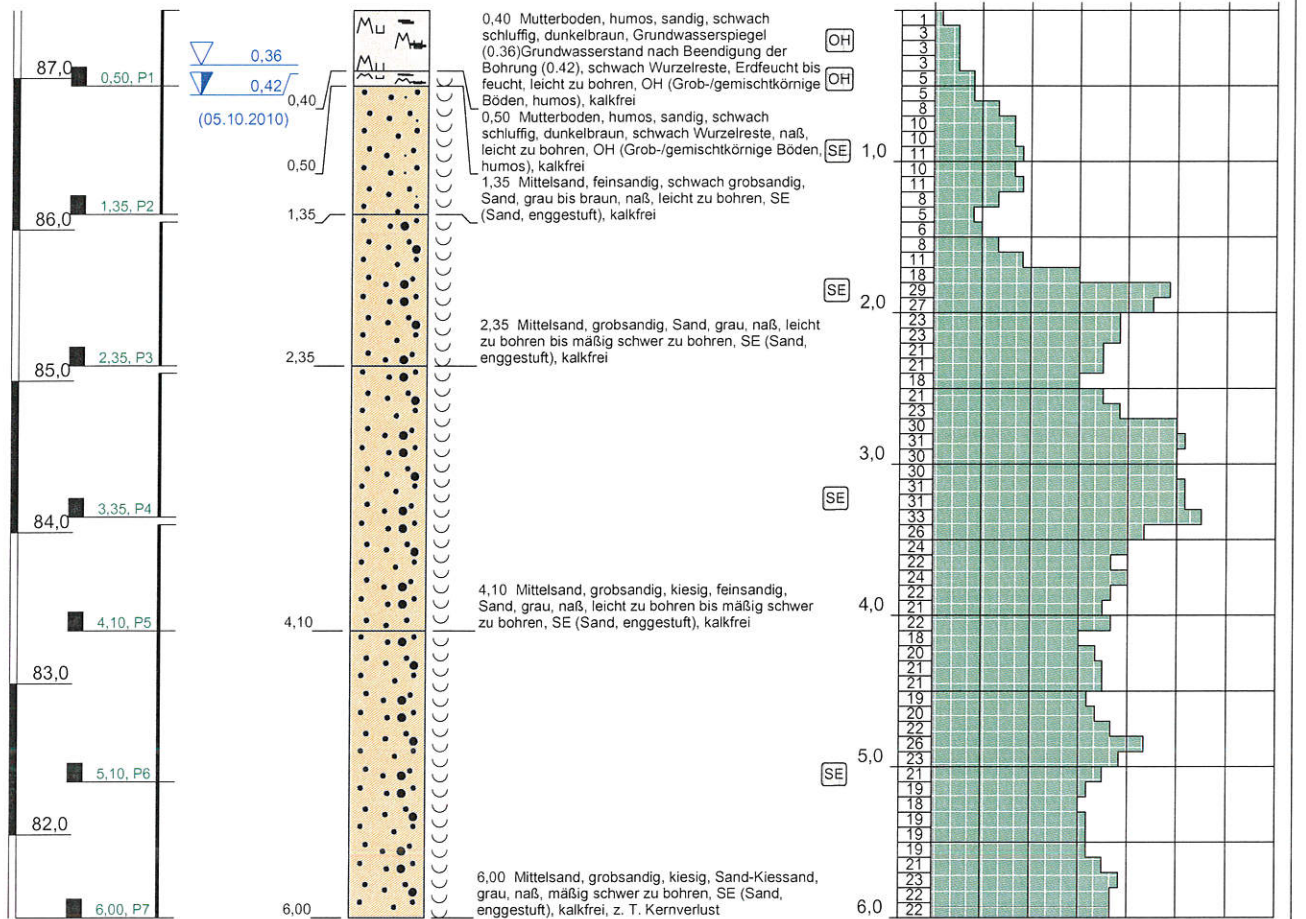 87,0
86,0
85,0
84,0
83,0
82,0
0,50, P1
1,35, P2
2,35, P3
3,35, P4
4,10, P5
5,10, P6
6,00, P7
0,36
0,42
(05.10.2010)
0,40
0,50
1,35
2,35
4,10
6,00
0,40 Mutterboden, humos, sandig, schwach
schluffig, dunkelbraun, Grundwasserspiegel
(0.36)Grundwasserstand nach Beendigung der
Bohrung (0.42), schwach Wurzelreste, Erdfeucht bis
feucht, leicht zu bohren, OH (Grob-/gemischtkörnige
Böden, humos), kalkfrei
0,50 Mutterboden, humos, sandig, schwach
schluffig, dunkelbraun, schwach Wurzelreste, naß,
leicht zu bohren, OH (Grob-/gemischtkörnige Böden,
humos), kalkfrei
1,35 Mittelsand, feinsandig, schwach grobsandig,
Sand, grau bis braun, naß, leicht zu bohren, SE
(Sand, enggestuft), kalkfrei
2,35 Mittelsand, grobsandig, Sand, grau, naß, leicht
zu bohren bis mäßig schwer zu bohren, SE (Sand,
enggestuft), kalkfrei
4,10 Mittelsand, grobsandig, kiesig, feinsandig,
Sand, grau, naß, leicht zu bohren bis mäßig schwer
zu bohren, SE (Sand, enggestuft), kalkfrei
6,00 Mittelsand, grobsandig, kiesig, Sand-Kiessand,
grau, naß, mäßig schwer zu bohren, SE (Sand,
enggestuft), kalkfrei, z. T. Kernverlust
OH
OH
SE
SE
SE
SE
1,0
2,0
3,0
4,0
5,0
6,0
1
3
3
3
5
5
8
10
10
11
10
11
8
5
6
8
11
18
29
27
23
23
21
21
18
21
23
30
31
30
30
31
31
33
26
24
22
24
22
21
22
18
20
21
21
19
20
22
26
23
21
19
18
19
19
19
21
23
22
22